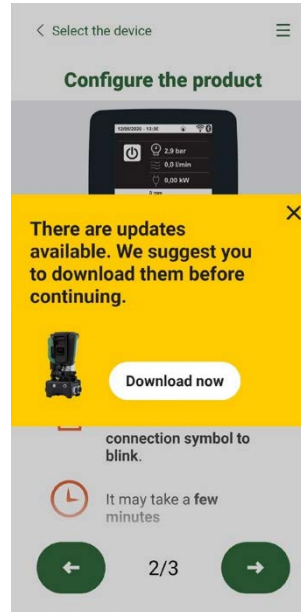 Select the device
Configure the product
12/05/2020 - 13:50
2,9 bar
0,0 l/min
0,00 kW
There are updates
available. We suggest you
to download them before
continuing.
Download now
connection symbol to
blink.
It may take a few
minutes
2/3